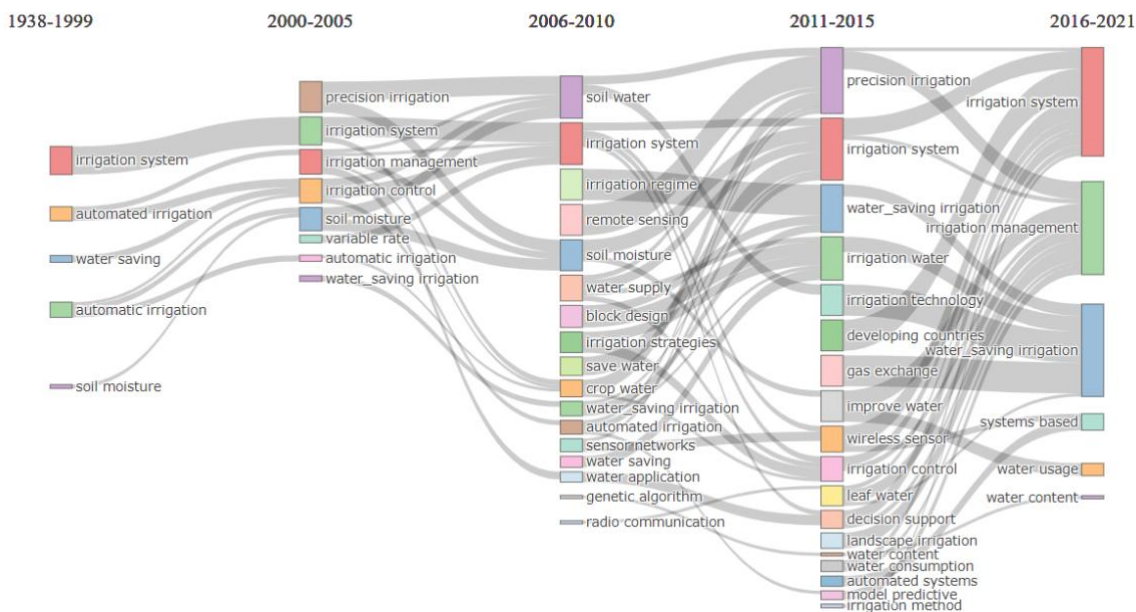 1938-1999 2000-2005 2006-2010 2011-2015 2016-2021
irrigation system
automated irrigation
water saving
automatic irrigation
soil moisture
precision irrigation
irrigation system
irrigation management
irrigation control
soil moisture
variable rate
automatic irrigation
water_saving irrigation
soil water
irrigation system
irrigation regime
remote sensing
soil moisture
water supply
block design
irrigation strategies
save water
crop water
water_saving irrigation
automated irrigation
sensor networks
water saving
water application
genetic algorithm
radio communication
precision irrigation
irrigation system
water_saving irrigation
irrigation water
irrigation technology
developing countries
gas exchange
improve water
wireless sensor
irrigation control
leaf water
decision support
landscape irrigation
water content
water consumption
automated systems
model predictive
irrigation method
irrigation system
irrigation management
water_saving irrigation
systems based
water usage
water content